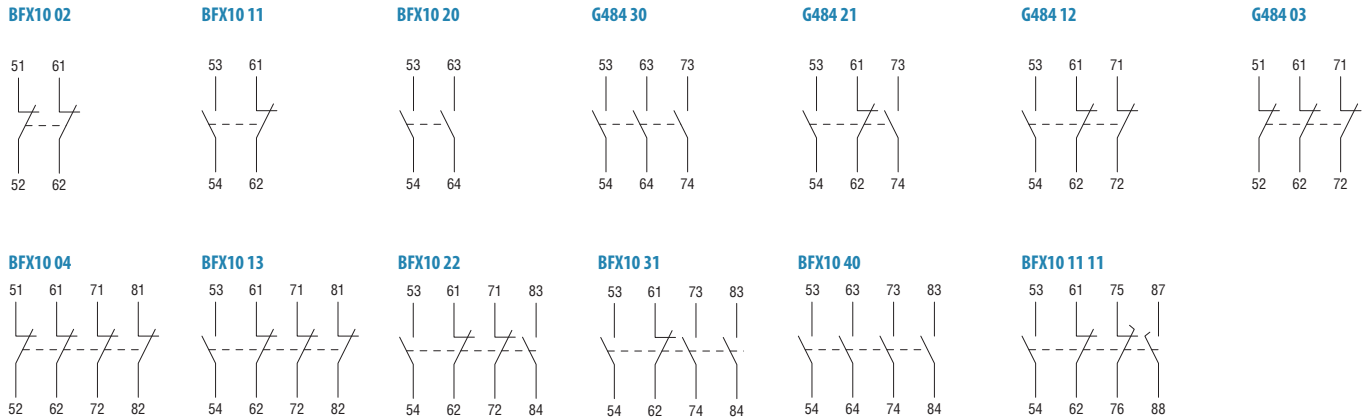 BFX10 02 BFX10 11 BFX10 20 G484 30 G484 21 G484 12 G484 03
51 61 53 61 53 63 53 63 73 53 61 73 53 61 71 51 61 71
52 62 54 62 54 64 54 64 74 54 62 74 54 62 72 52 62 72
BFX10 04 BFX10 13 BFX10 22 BFX10 31 BFX10 40 BFX10 11 11
51 61 71 81 53 61 71 81 53 61 71 83 53 61 73 83 53 63 73 83 53 61 75 87
52 62 72 82 54 62 72 82 54 62 72 84 54 62 74 84 54 64 74 84 54 62 76 88